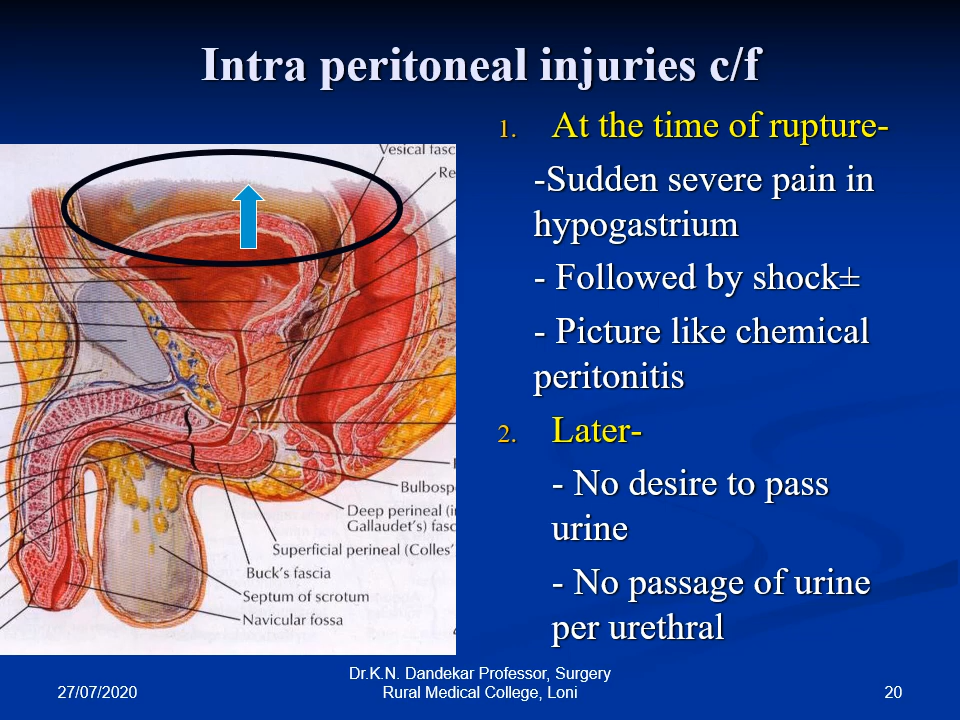 Intra peritoneal injuries c/f
1. At the time of rupture-
-Sudden severe pain in
hypogastrium
- Followed by shock±
- Picture like chemical
peritonitis
2. Later-
- No desire to pass
urine
- No passage of urine
per urethral
Vesical fasc
Re
Bulbosp
Deep perineal (i
Gallaudet's) fasc
Superficial perineal (Colles'
Buck's fascia
Septum of scrotum
Navicular fossa
27/07/2020
Dr.K.N. Dandekar Professor, Surgery
Rural Medical College, Loni
20